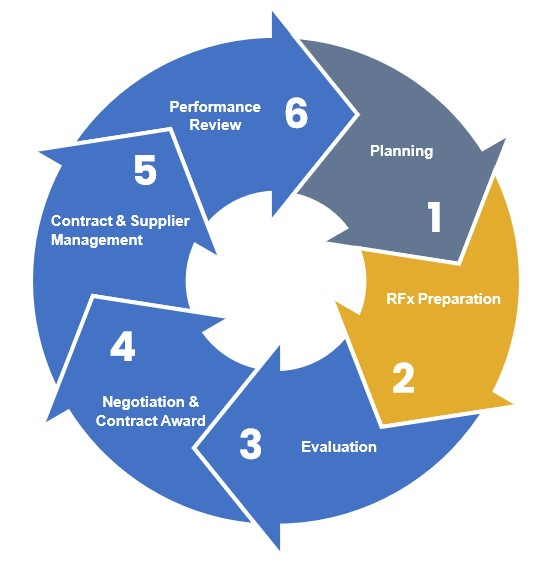 Performance
Review
6
Planning
1
5
Contract & Supplier
Management
RFx Preparation
2
4
Negotiation &
Contract Award
3
Evaluation